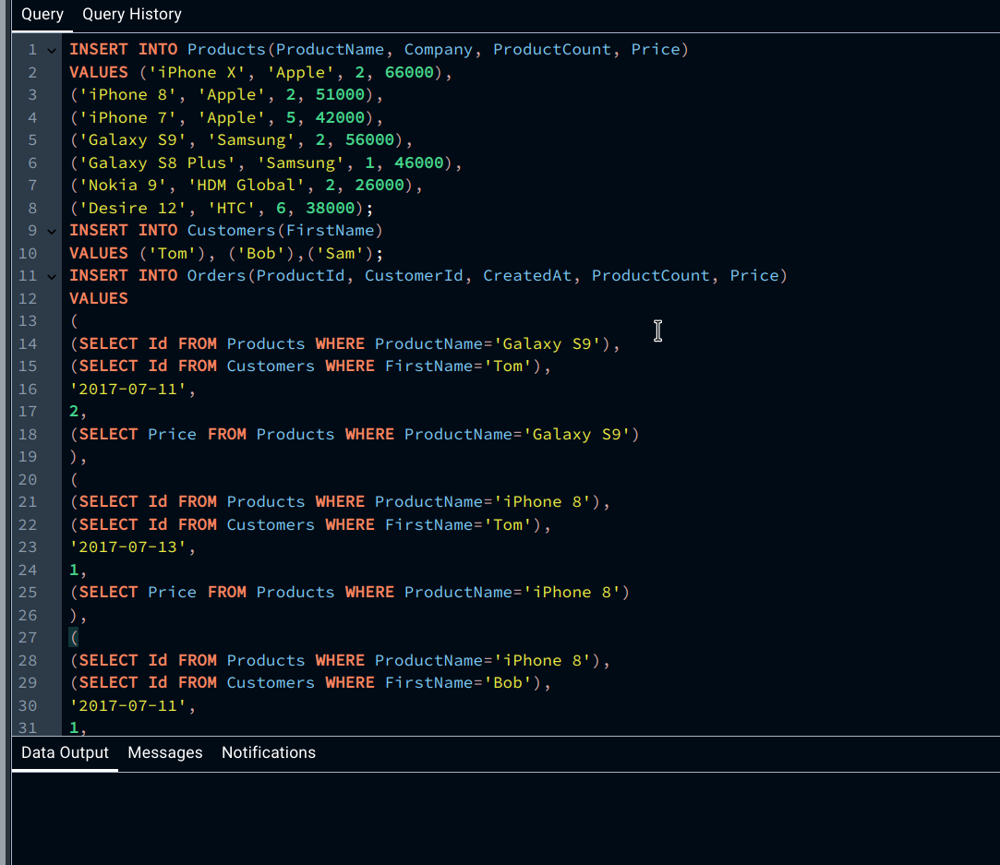 Query Query History
1 INSERT INTO Products(ProductName, Company, ProductCount, Price)
2 VALUES ('iPhone X', 'Apple', 2, 66000),
3 ('iPhone 8', 'Apple', 2, 51000),
4 ('iPhone 7', 'Apple', 5, 42000),
5 ('Galaxy S9', 'Samsung', 2, 56000),
6 ('Galaxy S8 Plus', 'Samsung', 1, 46000),
7 ('Nokia 9', 'HDM Global', 2, 26000),
8 ('Desire 12', 'HTC', 6, 38000);
9 INSERT INTO Customers(FirstName)
10 VALUES ('Tom'), ('Bob'),('Sam');
11 INSERT INTO Orders(ProductId, CustomerId, CreatedAt, ProductCount, Price)
12 VALUES
13 (
14 (SELECT Id FROM Products WHERE ProductName='Galaxy S9'),
15 (SELECT Id FROM Customers WHERE FirstName='Tom'),
16 '2017-07-11',
17 2,
18 (SELECT Price FROM Products WHERE ProductName='Galaxy S9')
19 ),
20 (
21 (SELECT Id FROM Products WHERE ProductName='iPhone 8'),
22 (SELECT Id FROM Customers WHERE FirstName='Tom'),
23 '2017-07-13',
24 1,
25 (SELECT Price FROM Products WHERE ProductName='iPhone 8')
26 ),
27 (
28 (SELECT Id FROM Products WHERE ProductName='iPhone 8'),
29 (SELECT Id FROM Customers WHERE FirstName='Bob'),
30 '2017-07-11',
31 1,
Data Output Messages Notifications